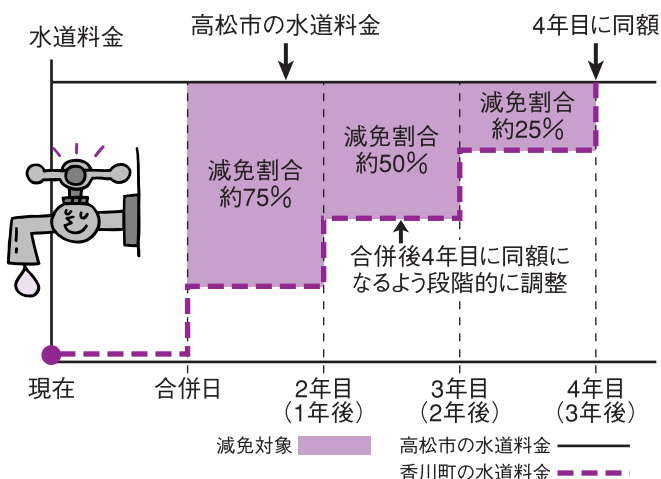 高松市の水道料金
4年目に同額
水道料金
減免割合
約75%
減免割合
約50%
減免割合
約25%
合併後4年目に同額に
なるよう段階的に調整
現在
合併日
2年目
(1年後)
3年目
(2年後)
4年目
(3年後)
減免対象
高松市の水道料金
香川町の水道料金